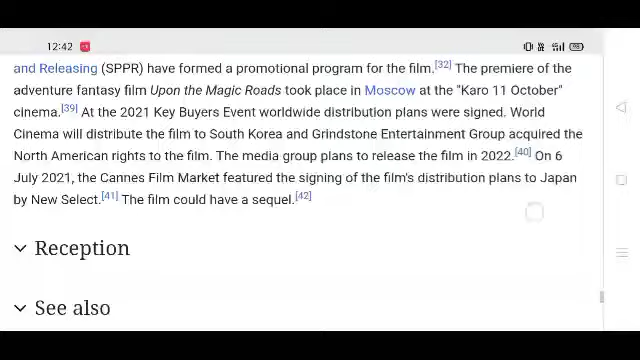 12:42
and Releasing (SPPR) have formed a promotional program for the film.[32] The premiere of the
adventure fantasy film Upon the Magic Roads took place in Moscow at the "Karo 11 October"
cinema.[39] At the 2021 Key Buyers Event worldwide distribution plans were signed. World
Cinema will distribute the film to South Korea and Grindstone Entertainment Group acquired the
North American rights to the film. The media group plans to release the film in 2022.[40] On 6
July 2021, the Cannes Film Market featured the signing of the film's distribution plans to Japan
by New Select.[41] The film could have a sequel.[42]
Reception
See also